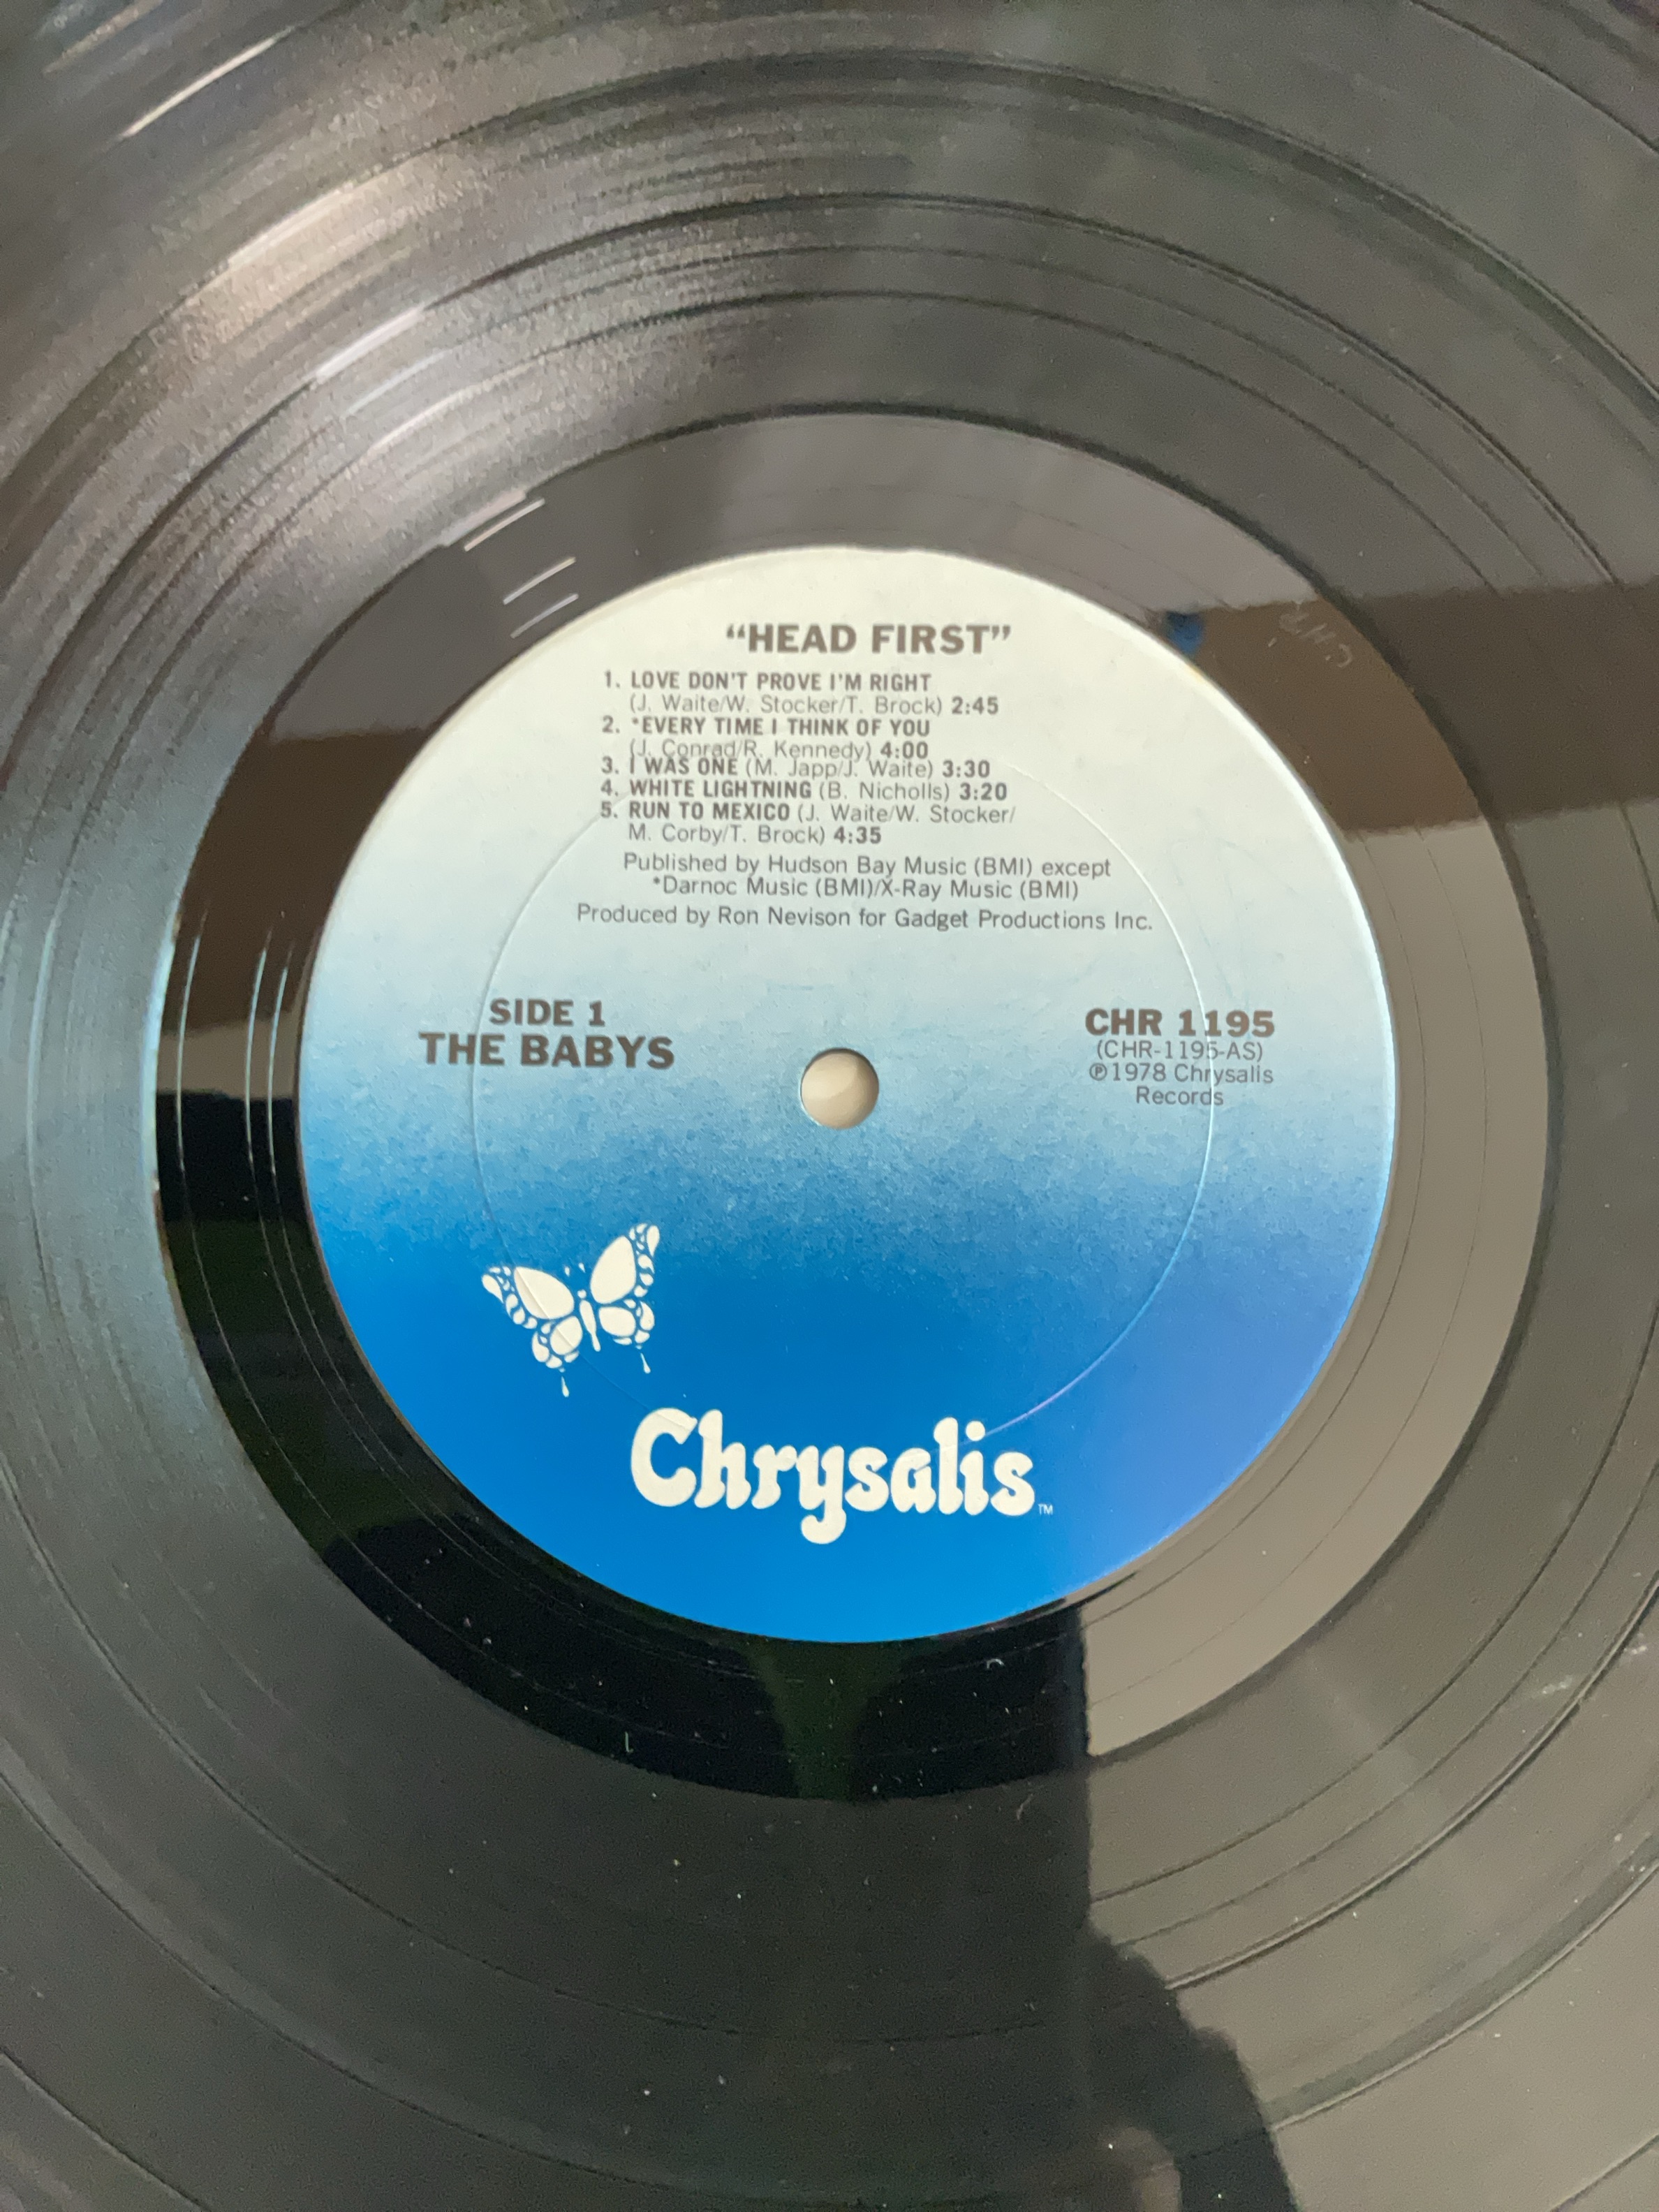 “HEAD FIRST”
1. LOVE DON'T PROVE I'M RIGHT
(J. Waite/W. Stocker/T. Brock) 2:45
2. *EVERY TIME I THINK OF YOU
(J. Conrad/R. Kennedy) 4:00
3. I WAS ONE (M. Japp/J. Waite) 3:30
4. WHITE LIGHTNING (B. Nicholls) 3:20
5. RUN TO MEXICO (J. Waite/W. Stocker/
M. Corby/T. Brock) 4:35
Published by Hudson Bay Music (BMI) except
*Darnoc Music (BMI)/X-Ray Music (BMI)
Produced by Ron Nevison for Gadget Productions Inc.
SIDE 1
THE BABYS
CHR 1195
(CHR-1195-AS)
℗1978 Chrysalis
Records
Chrysalis™
CHR